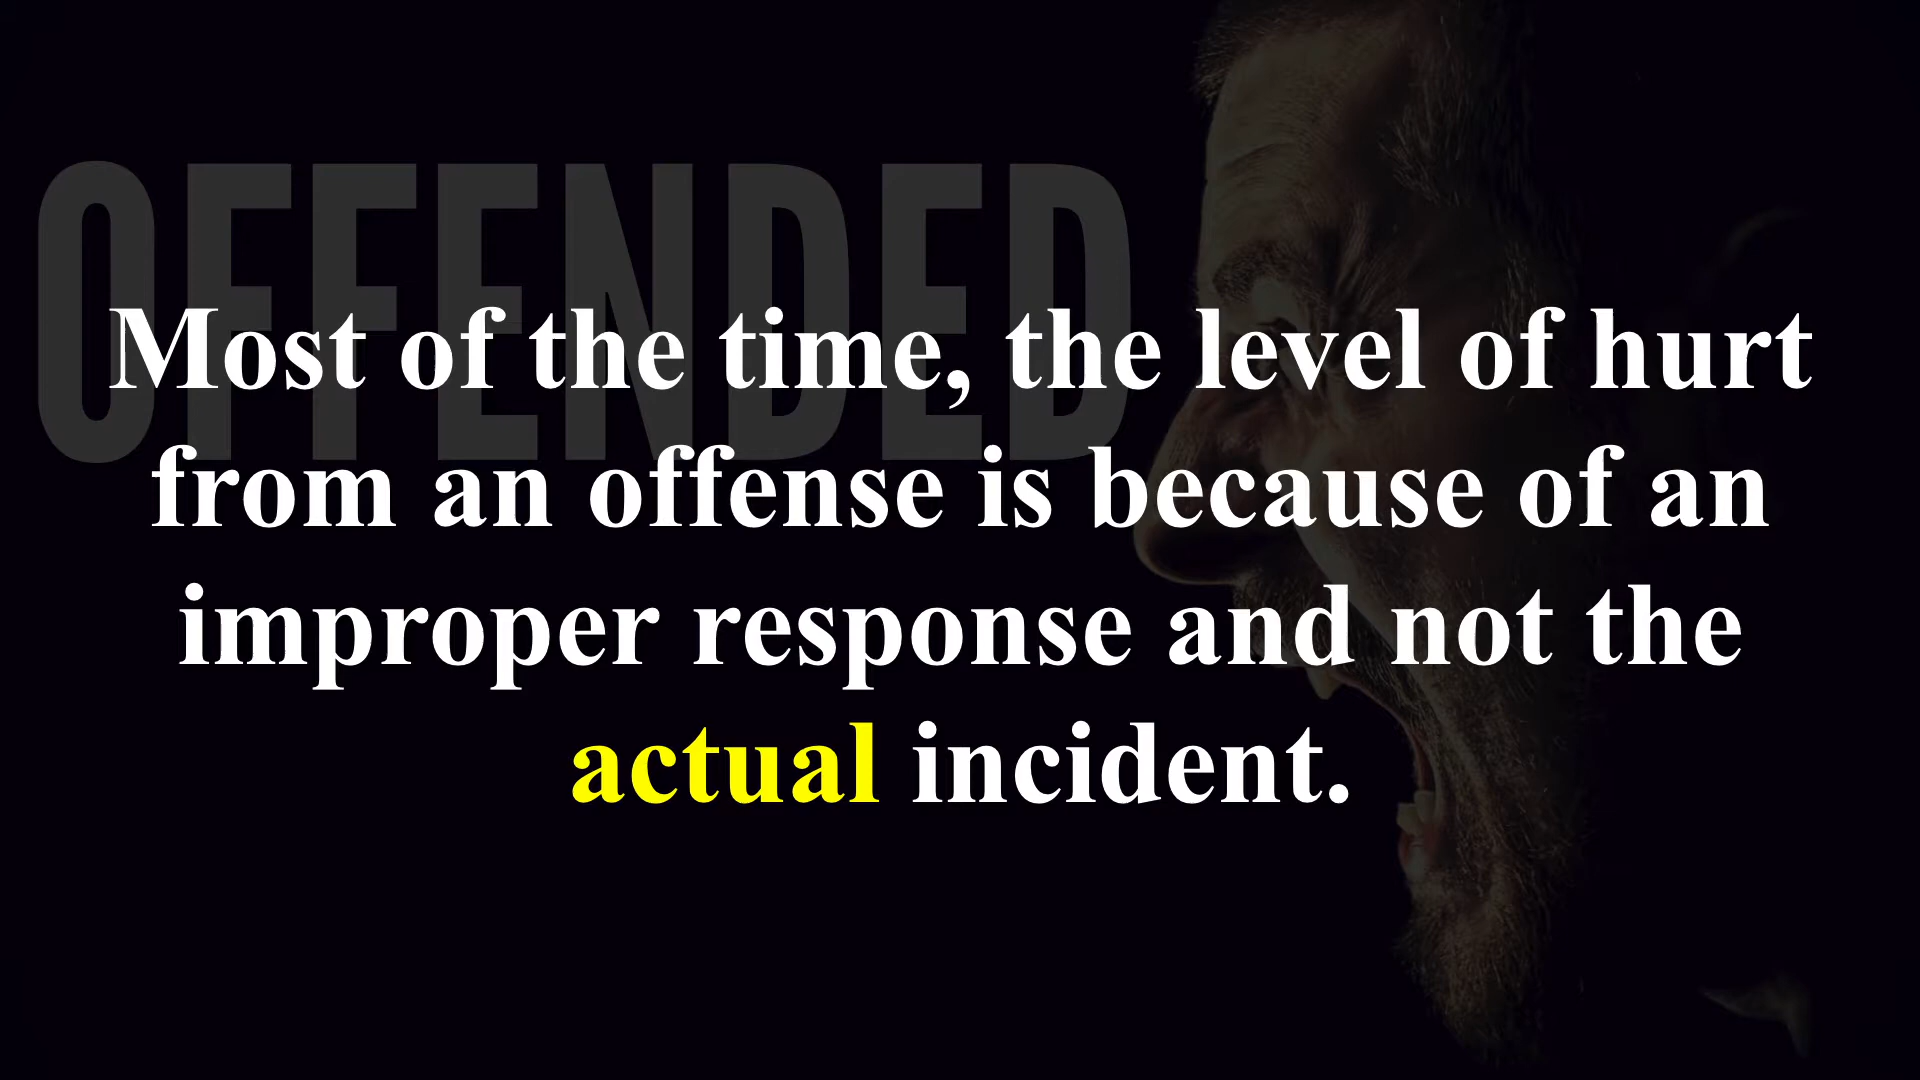 OFFENDED
Most of the time, the level of hurt
from an offense is because of an
improper response and not the
actual incident.